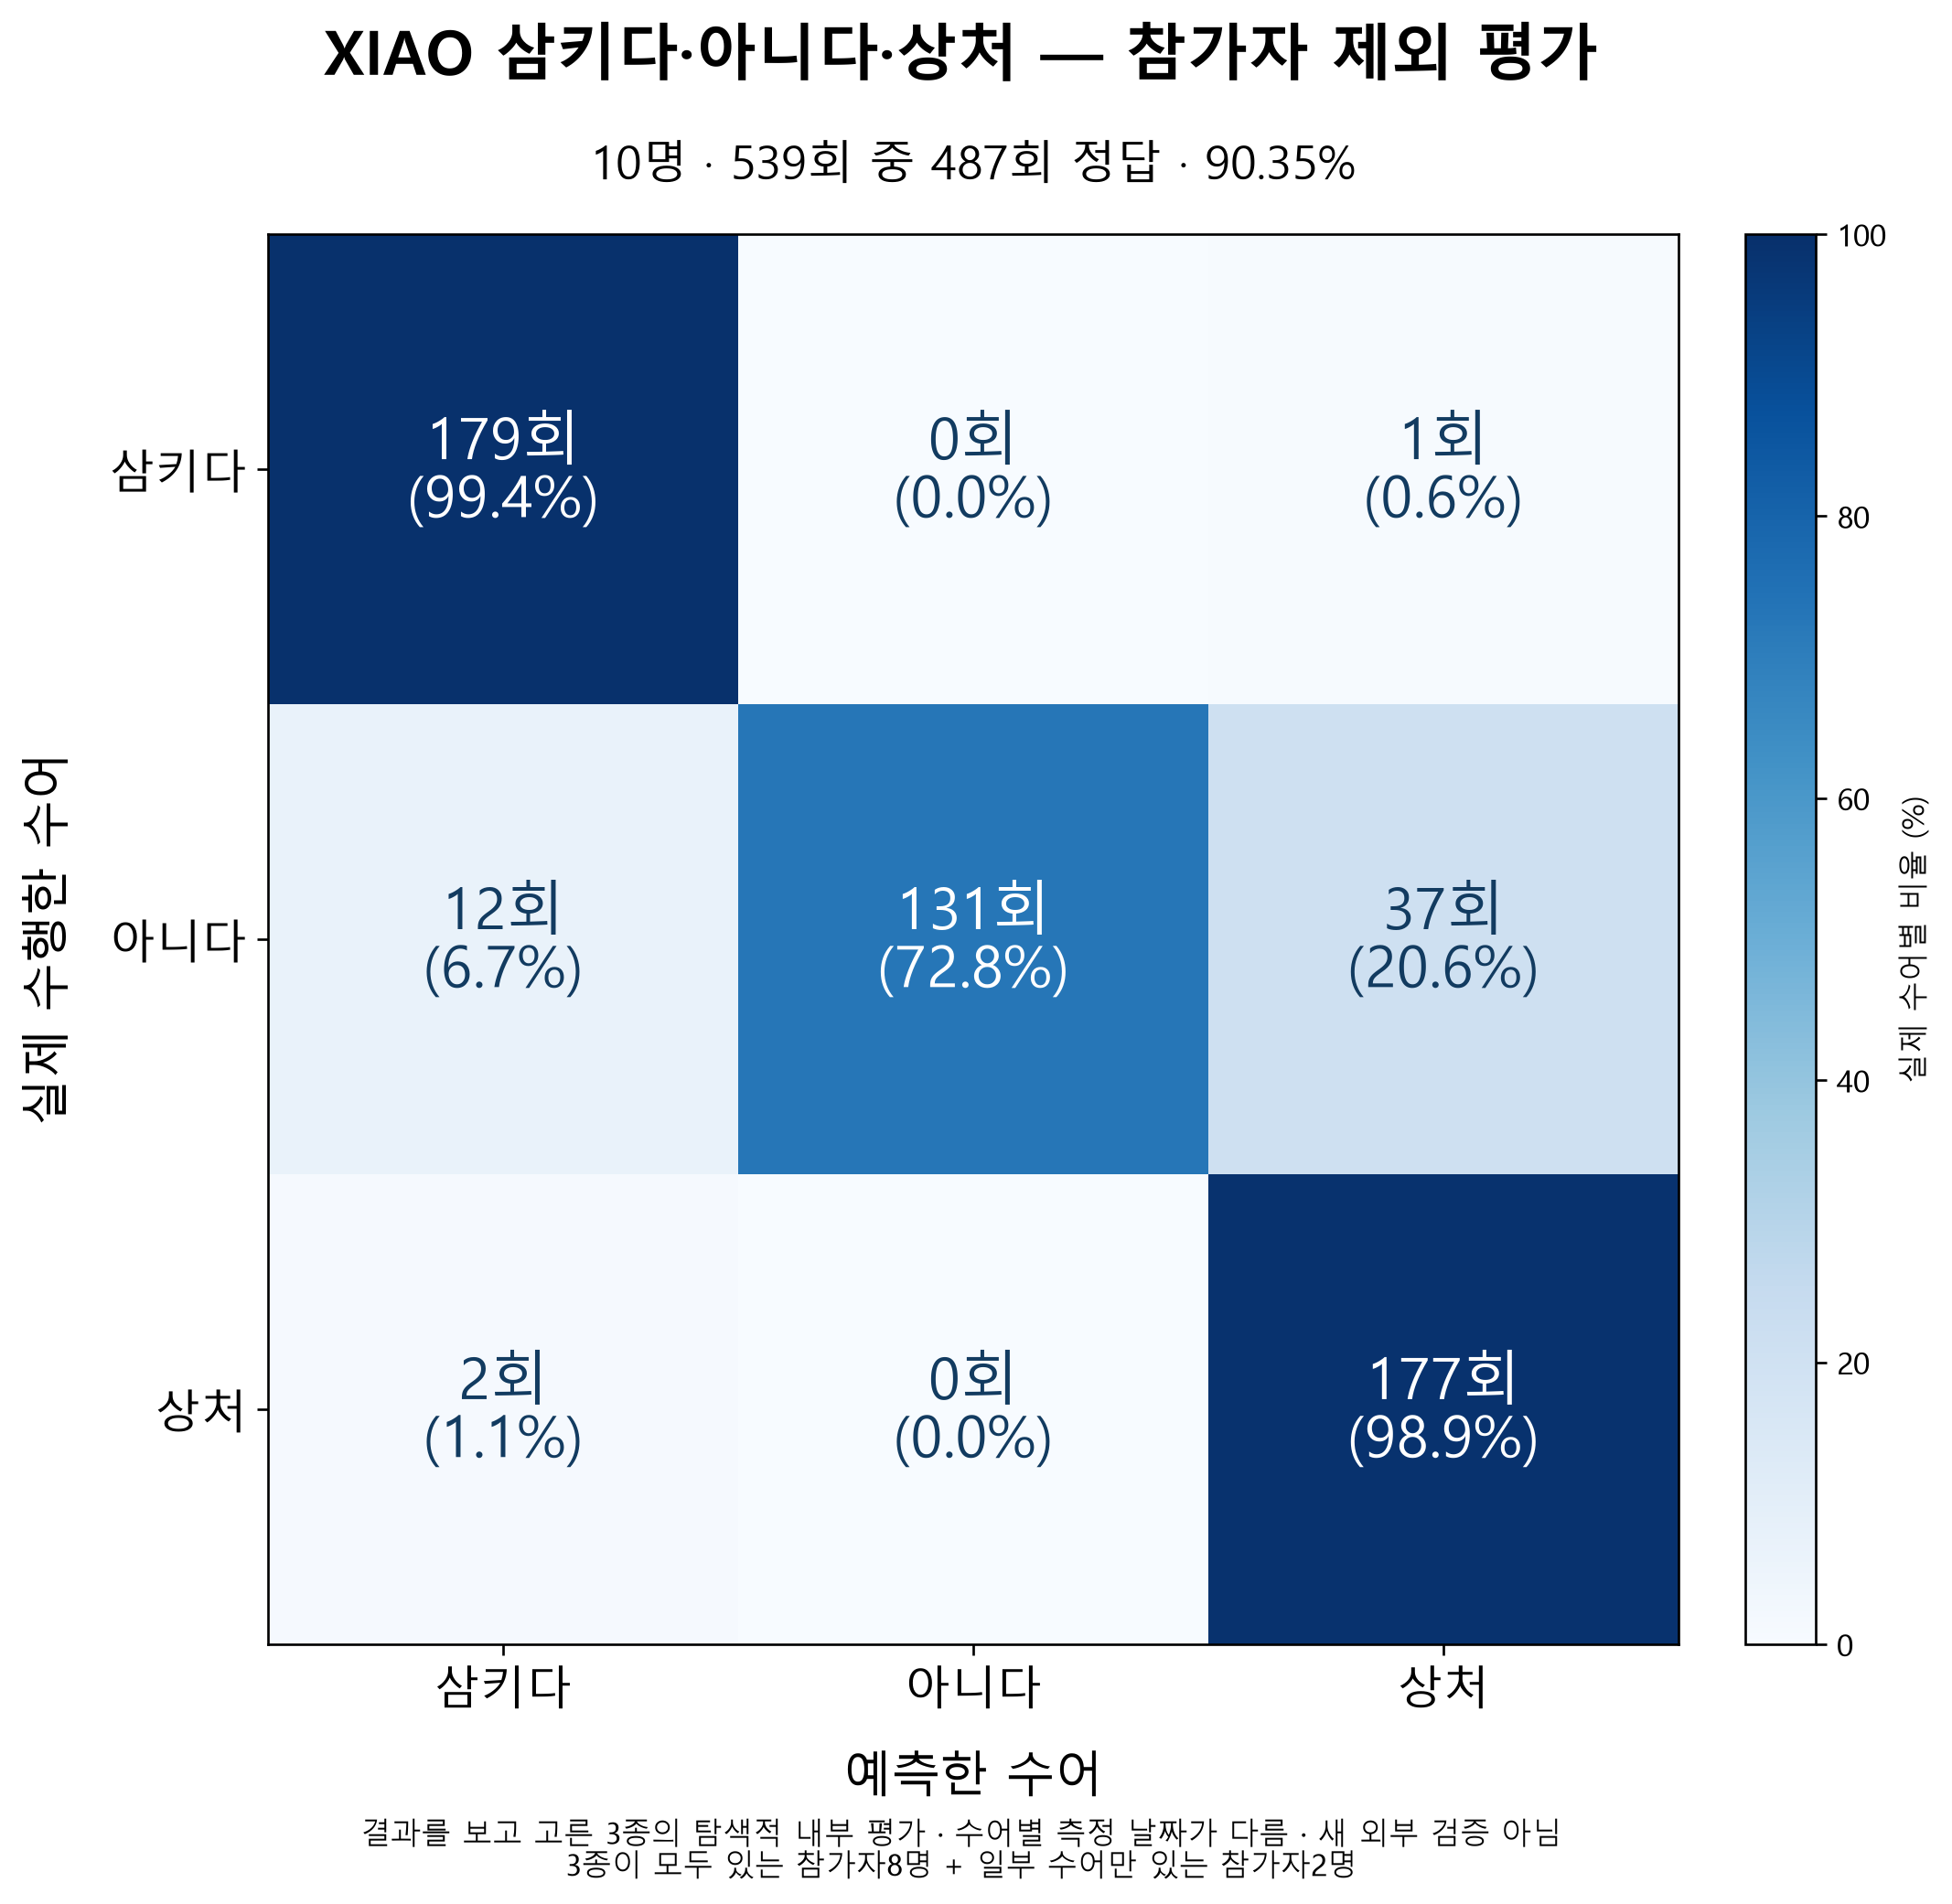 XIAO 삼키다·아니다·상처 — 참가자 제외 평가
10명 · 539회 중 487회 정답 · 90.35%
실제 수행한 수어
삼키다
179회
(99.4%)
0회
(0.0%)
1회
(0.6%)
아니다
12회
(6.7%)
131회
(72.8%)
37회
(20.6%)
상처
2회
(1.1%)
0회
(0.0%)
177회
(98.9%)
삼키다
아니다
상처
예측한 수어
100
80
60
40
20
0
실제 수어별 비율 (%)
결과를 보고 고른 3종의 탐색적 내부 평가 · 수어별 측정 날짜가 다름 · 새 외부 검증 아님
3종이 모두 있는 참가자8명 + 일부 수어만 있는 참가자2명